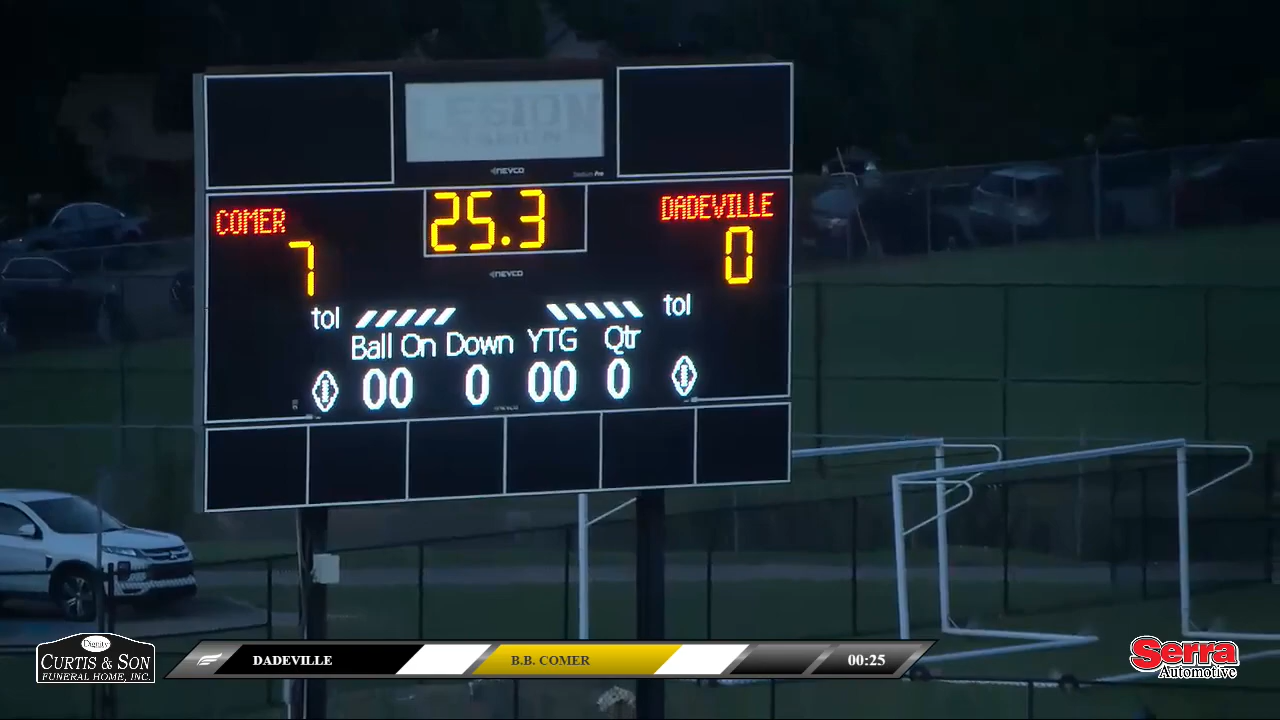 LEGION
NEVCO
COMER
25.3
DADEVILLE
7
0
NEVCO
tol
tol
Ball On Down YTG Qtr
00 0 00 0
Dignity
CURTIS & SON
FUNERAL HOME, INC.
DADEVILLE
B.B. COMER
00:25
Serra
Automotive